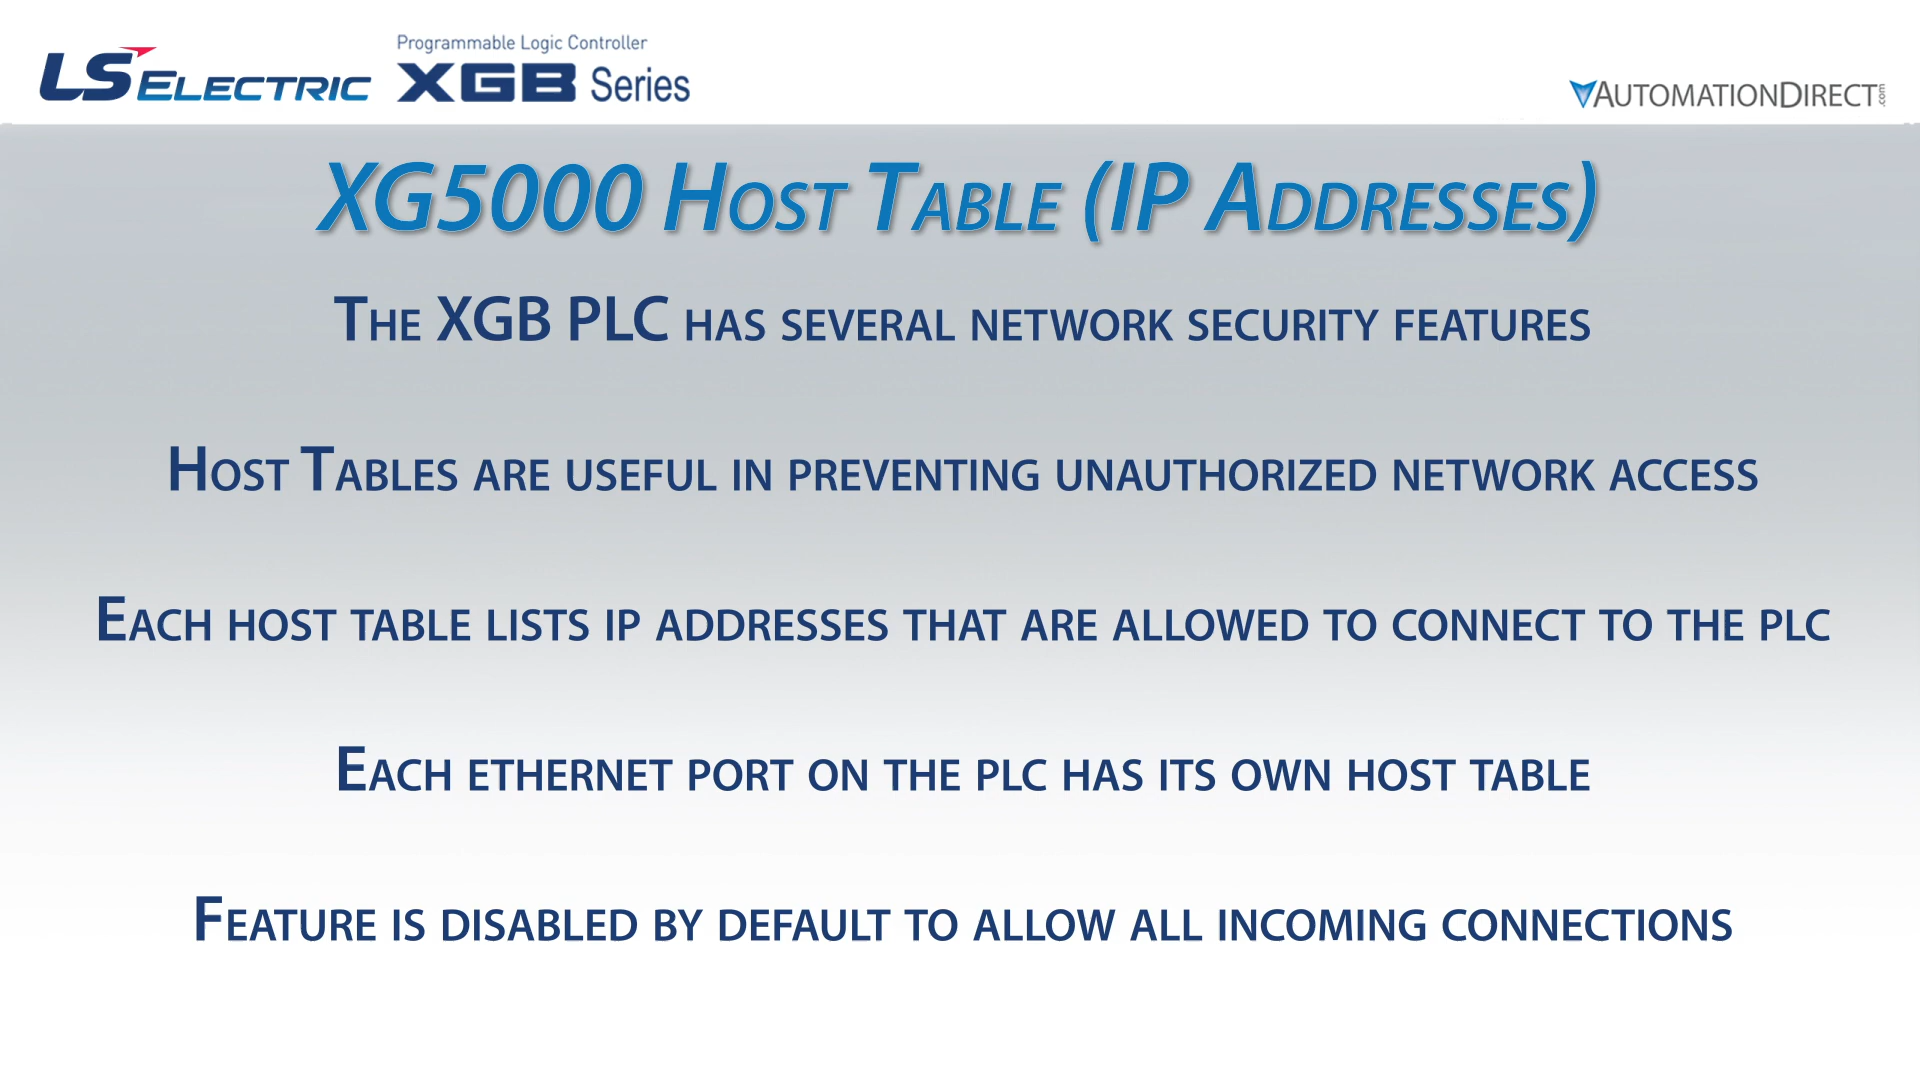 Programmable Logic Controller
LS ELECTRIC XGB Series
AUTOMATIONDIRECT.com
XG5000 HOST TABLE (IP ADDRESSES)
THE XGB PLC HAS SEVERAL NETWORK SECURITY FEATURES
HOST TABLES ARE USEFUL IN PREVENTING UNAUTHORIZED NETWORK ACCESS
EACH HOST TABLE LISTS IP ADDRESSES THAT ARE ALLOWED TO CONNECT TO THE PLC
EACH ETHERNET PORT ON THE PLC HAS ITS OWN HOST TABLE
FEATURE IS DISABLED BY DEFAULT TO ALLOW ALL INCOMING CONNECTIONS